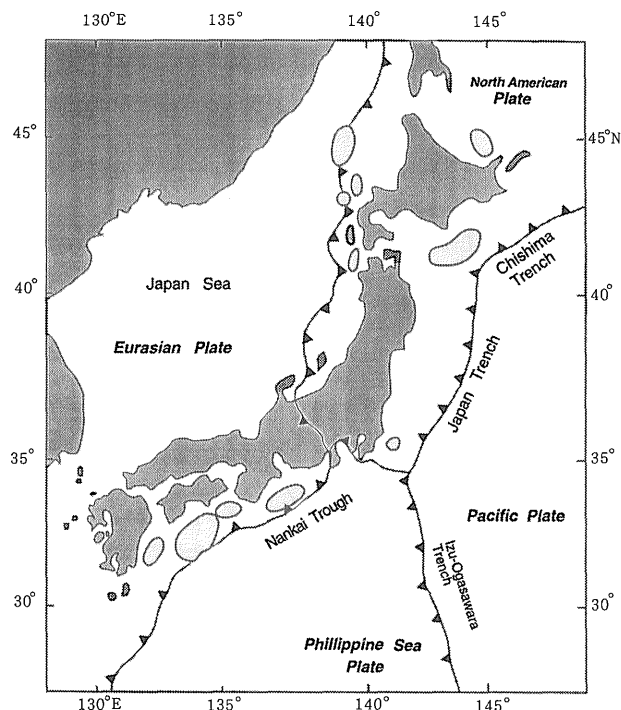 130°E 135° 140° 145°
North American
Plate
45° 45°N
Chishima
Trench
Japan Sea
40° 40°
Eurasian Plate
Japan Trench
35° 35°
Nankai Trough
Pacific Plate
Izu-Ogasawara
Trench
30° 30°
Phillippine Sea
Plate
130°E 135° 140° 145°